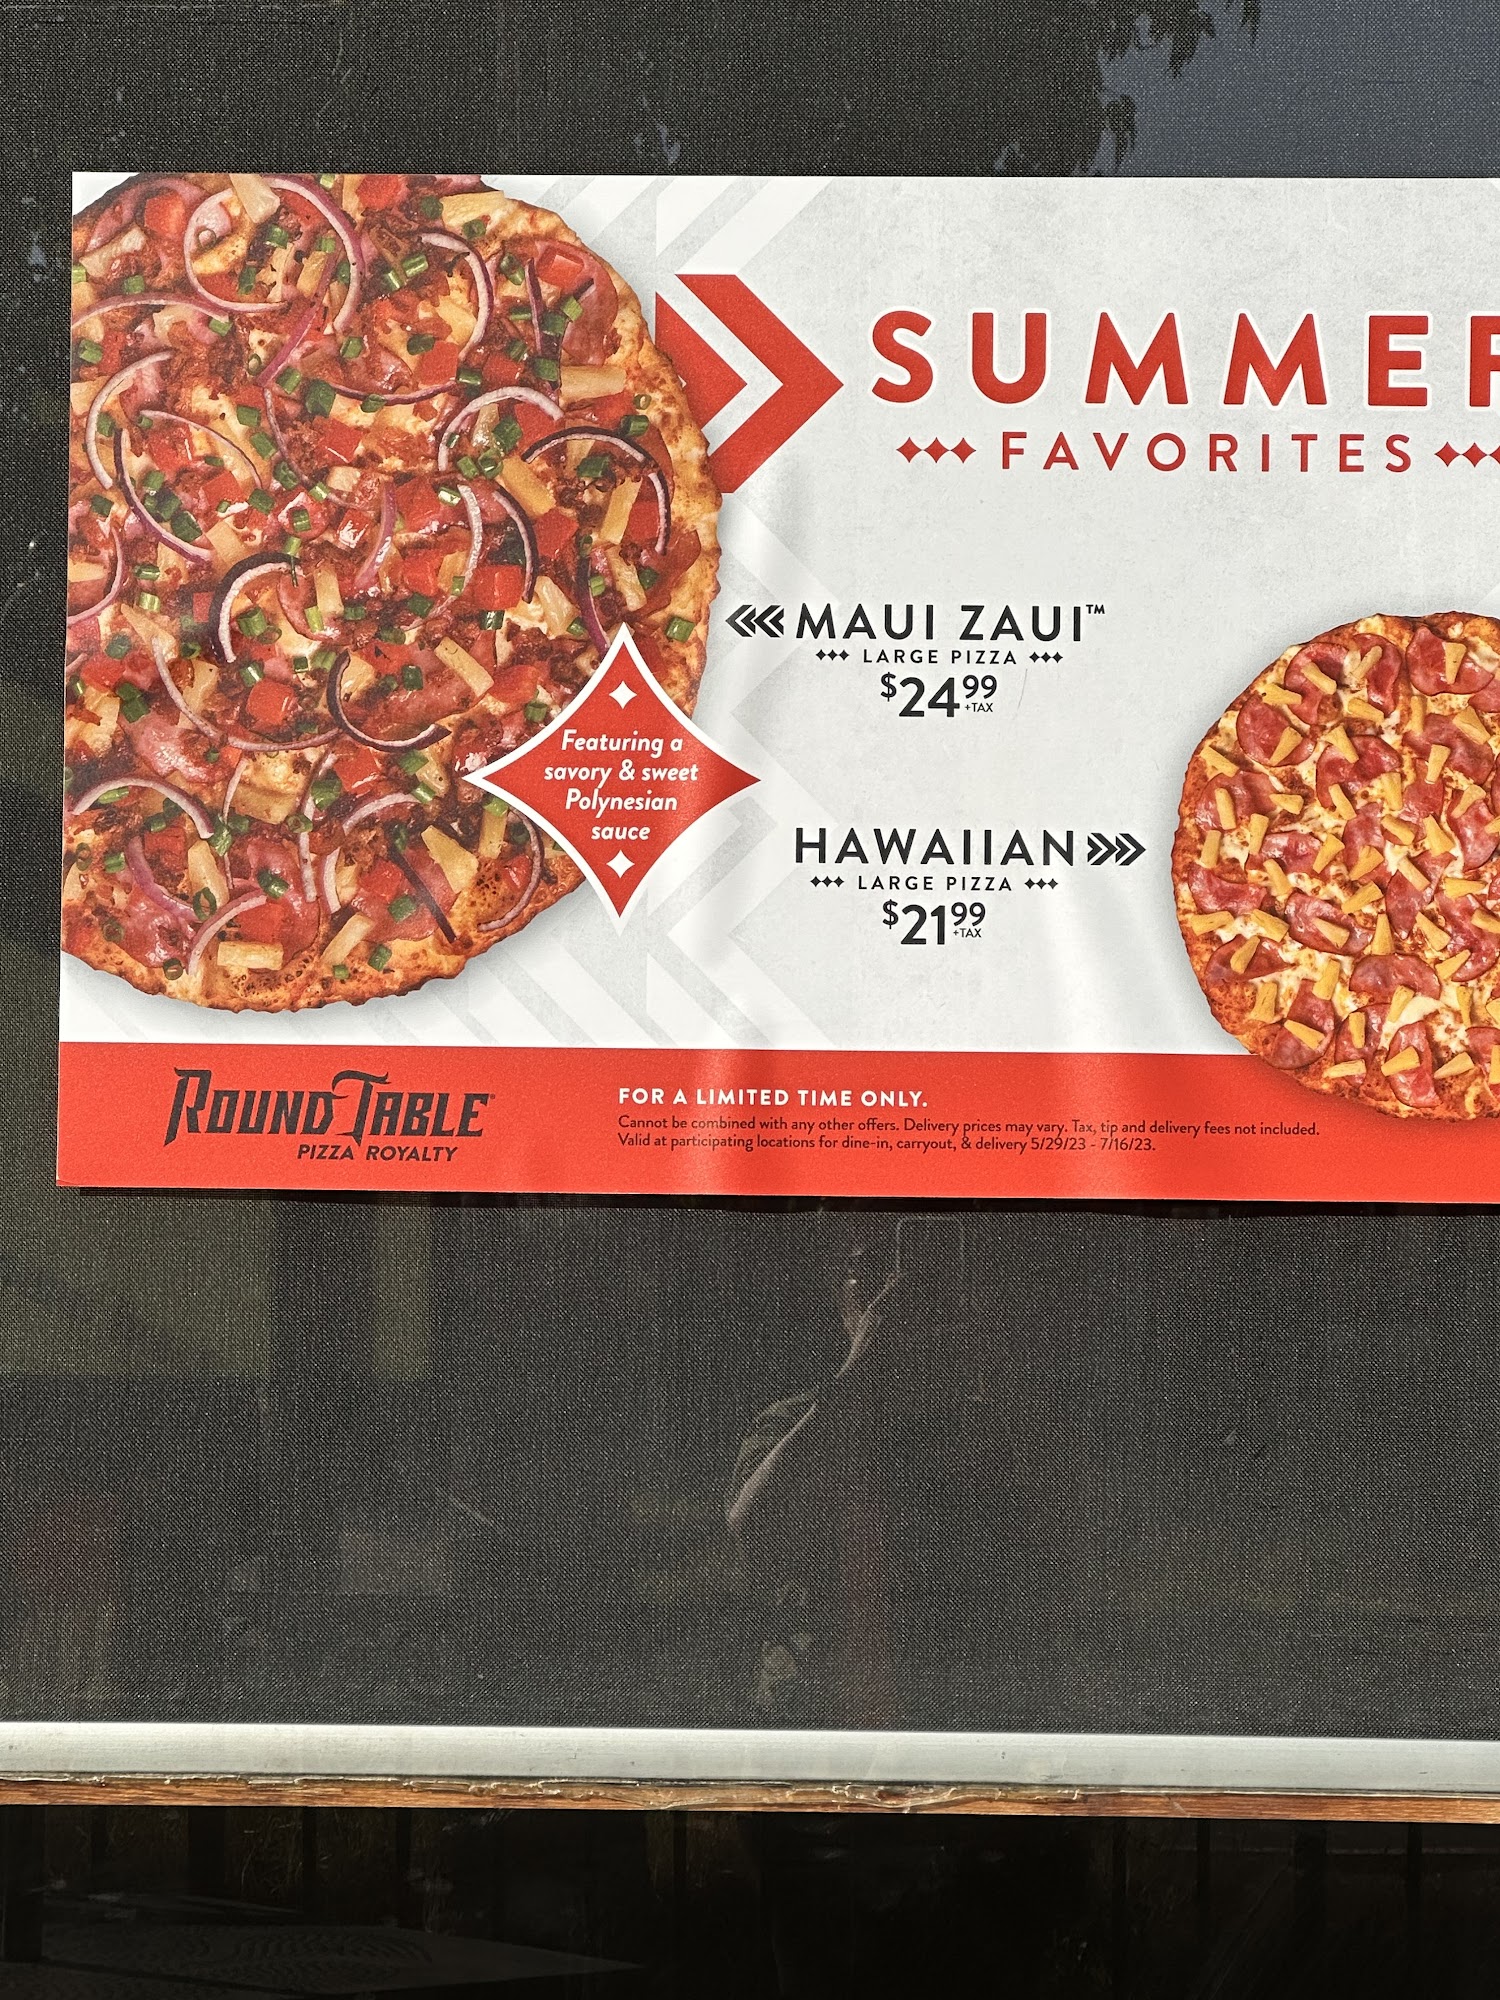 SUMMER
FAVORITES
MAUI ZAUI™
LARGE PIZZA
$24.99
+TAX
Featuring a
savory & sweet
Polynesian
sauce
HAWAIIAN
LARGE PIZZA
$21.99
+TAX
ROUND TABLE
PIZZA ROYALTY
FOR A LIMITED TIME ONLY.
Cannot be combined with any other offers. Delivery prices may vary. Tax, tip and delivery fees not included.
Valid at participating locations for dine-in, carryout, & delivery 5/29/23 - 7/16/23.